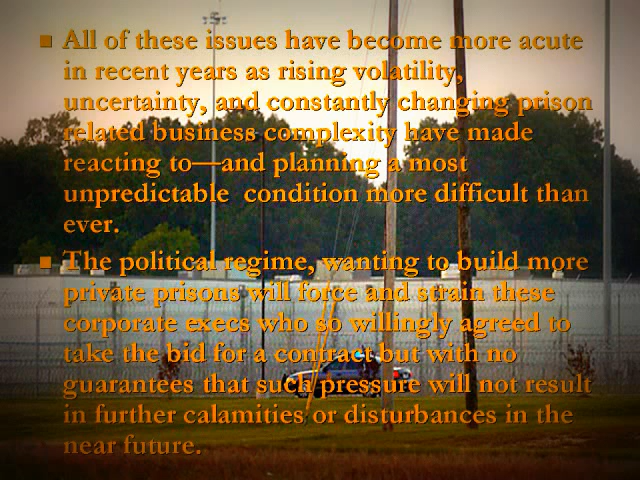 ■ All of these issues have become more acute
in recent years as rising volatility,
uncertainty, and constantly changing prison
related business complexity have made
reacting to—and planning a most
unpredictable  condition more difficult than
ever.
■ The political regime, wanting to build more
private prisons will force and strain these
corporate execs who so willingly agreed to
take the bid for a contract but with no
guarantees that such pressure will not result
in further calamities or disturbances in the
near future.